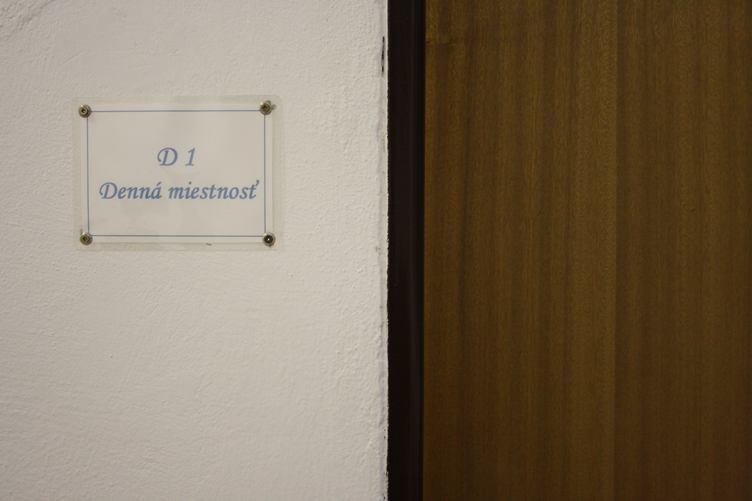 D 1
Denná miestnosť